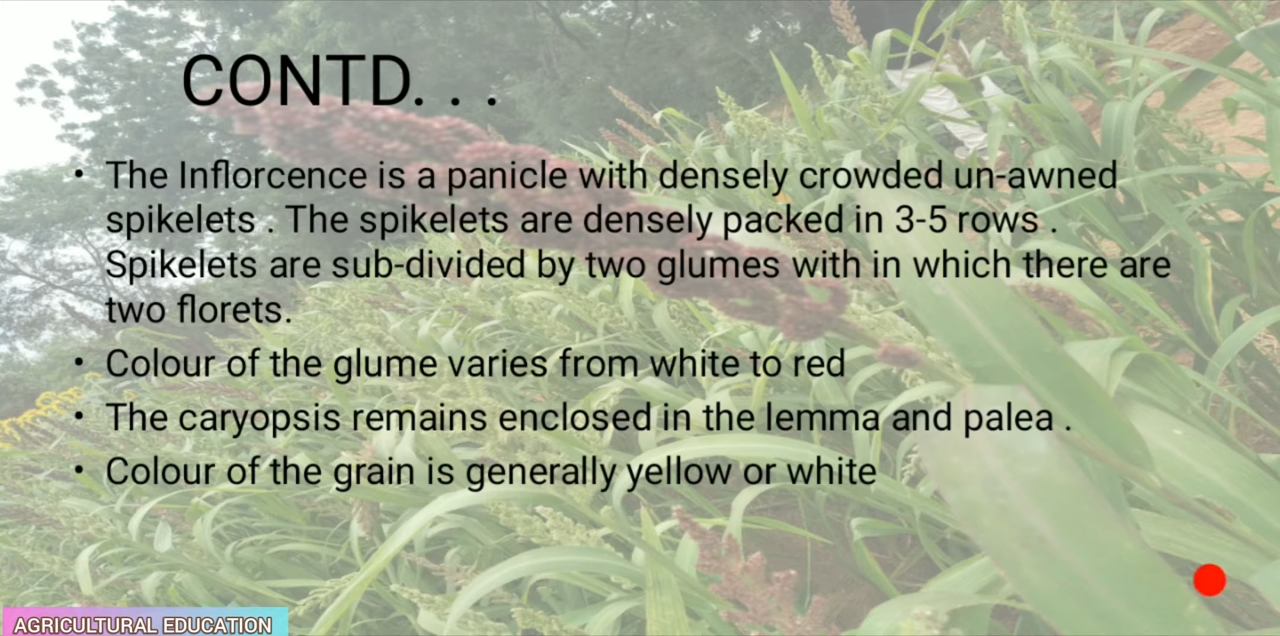 CONTD. . .
• The Inflorcence is a panicle with densely crowded un-awned
spikelets . The spikelets are densely packed in 3-5 rows .
Spikelets are sub-divided by two glumes with in which there are
two florets.
• Colour of the glume varies from white to red
• The caryopsis remains enclosed in the lemma and palea .
• Colour of the grain is generally yellow or white
AGRICULTURAL EDUCATION